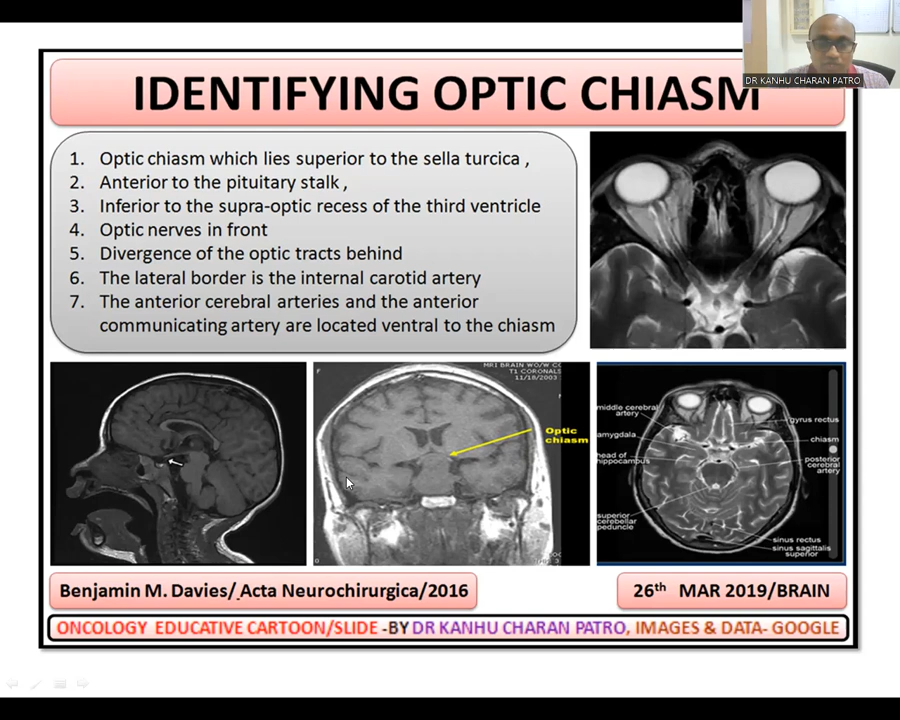 DR KANHU CHARAN PATRO
IDENTIFYING OPTIC CHIASM
1. Optic chiasm which lies superior to the sella turcica ,
2. Anterior to the pituitary stalk ,
3. Inferior to the supra-optic recess of the third ventricle
4. Optic nerves in front
5. Divergence of the optic tracts behind
6. The lateral border is the internal carotid artery
7. The anterior cerebral arteries and the anterior
communicating artery are located ventral to the chiasm
MRI BRAIN WO/W CO
T1 CORONALS
11/18/2003
F
Optic
chiasm
middle cerebral
artery
gyrus rectus
amygdala
chiasm
head of
hippocampus
posterior
cerebral
artery
superior
cerebellar
peduncle
sinus rectus
sinus sagittalis
superior
Benjamin M. Davies/ Acta Neurochirurgica/2016
26th MAR 2019/BRAIN
ONCOLOGY EDUCATIVE CARTOON/SLIDE -BY DR KANHU CHARAN PATRO, IMAGES & DATA- GOOGLE